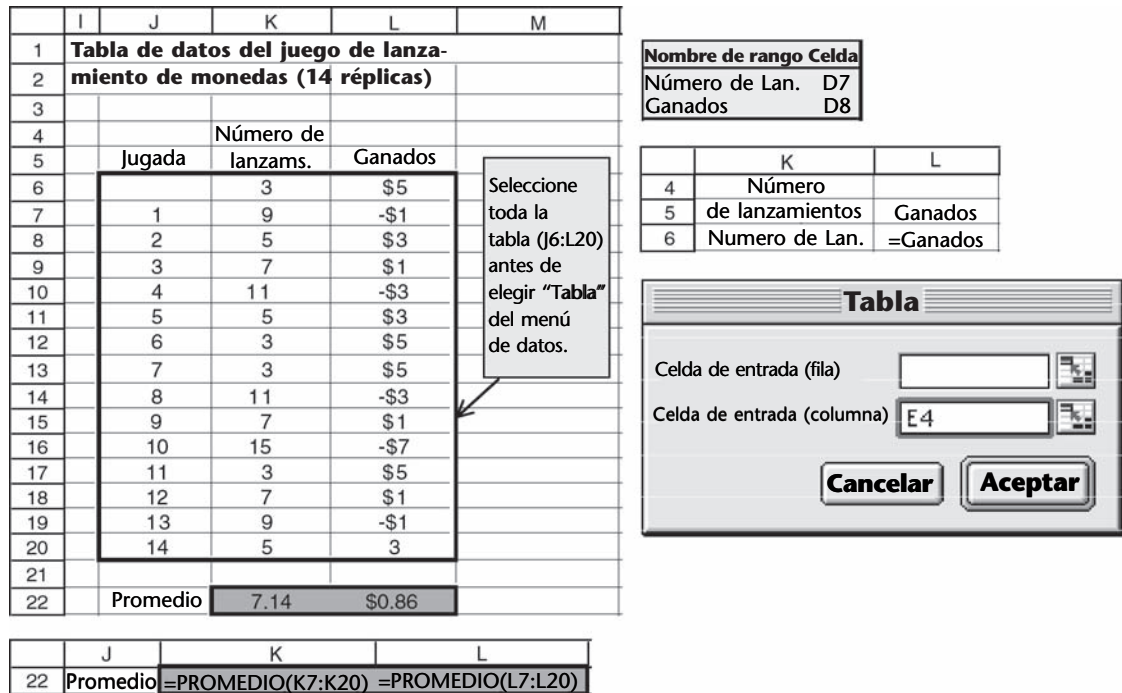 I J K L M
1 Tabla de datos del juego de lanza-
2 miento de monedas (14 réplicas)
3
4 Número de
5 Jugada lanzams. Ganados
6 3 $5
7 1 9 -$1
8 2 5 $3
9 3 7 $1
10 4 11 -$3
11 5 5 $3
12 6 3 $5
13 7 3 $5
14 8 11 -$3
15 9 7 $1
16 10 15 -$7
17 11 3 $5
18 12 7 $1
19 13 9 -$1
20 14 5 3
21
22 Promedio 7.14 $0.86
Seleccione
toda la
tabla (J6:L20)
antes de
elegir “Tabla”
del menú
de datos.
J K L
22 Promedio =PROMEDIO(K7:K20) =PROMEDIO(L7:L20)
Nombre de rango Celda
Número de Lan. D7
Ganados D8
K L
4 Número
5 de lanzamientos Ganados
6 Numero de Lan. =Ganados
Tabla
Celda de entrada (fila)
Celda de entrada (columna) E4
Cancelar Aceptar